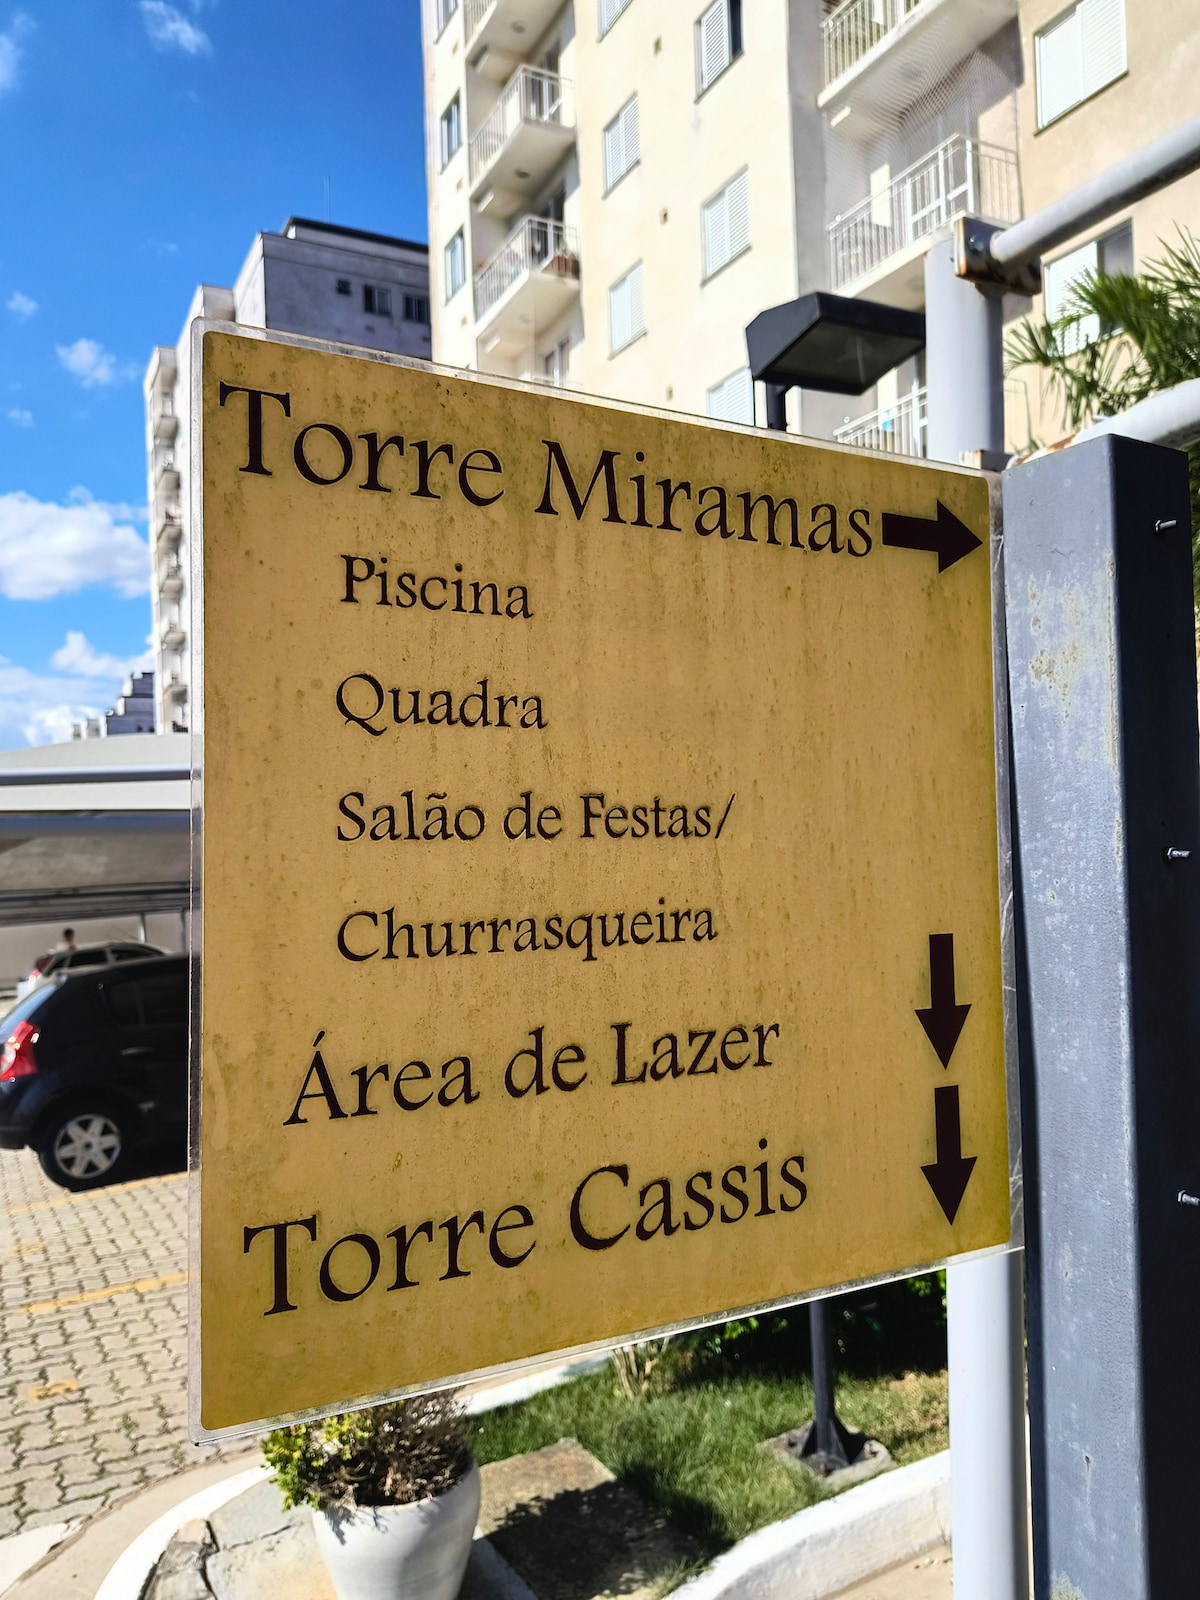 Torre Miramas
Piscina
Quadra
Salão de Festas/
Churrasqueira
Área de Lazer
Torre Cassis